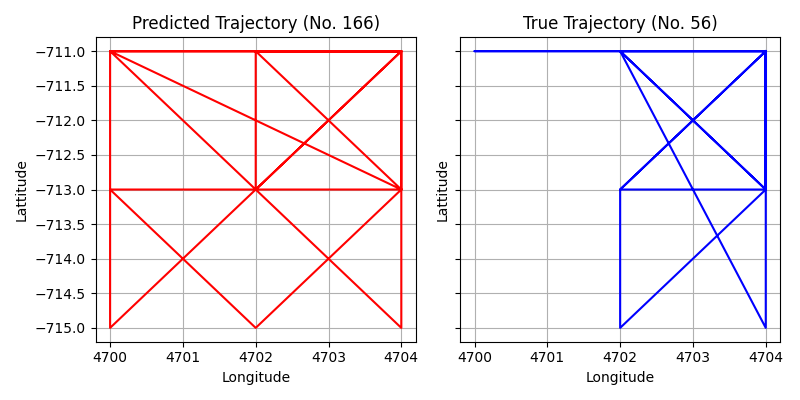 Predicted Trajectory (No. 166)
True Trajectory (No. 56)
Lattitude
−711.0
−711.5
−712.0
−712.5
−713.0
−713.5
−714.0
−714.5
−715.0
4700 4701 4702 4703 4704
Longitude
Lattitude
4700 4701 4702 4703 4704
Longitude